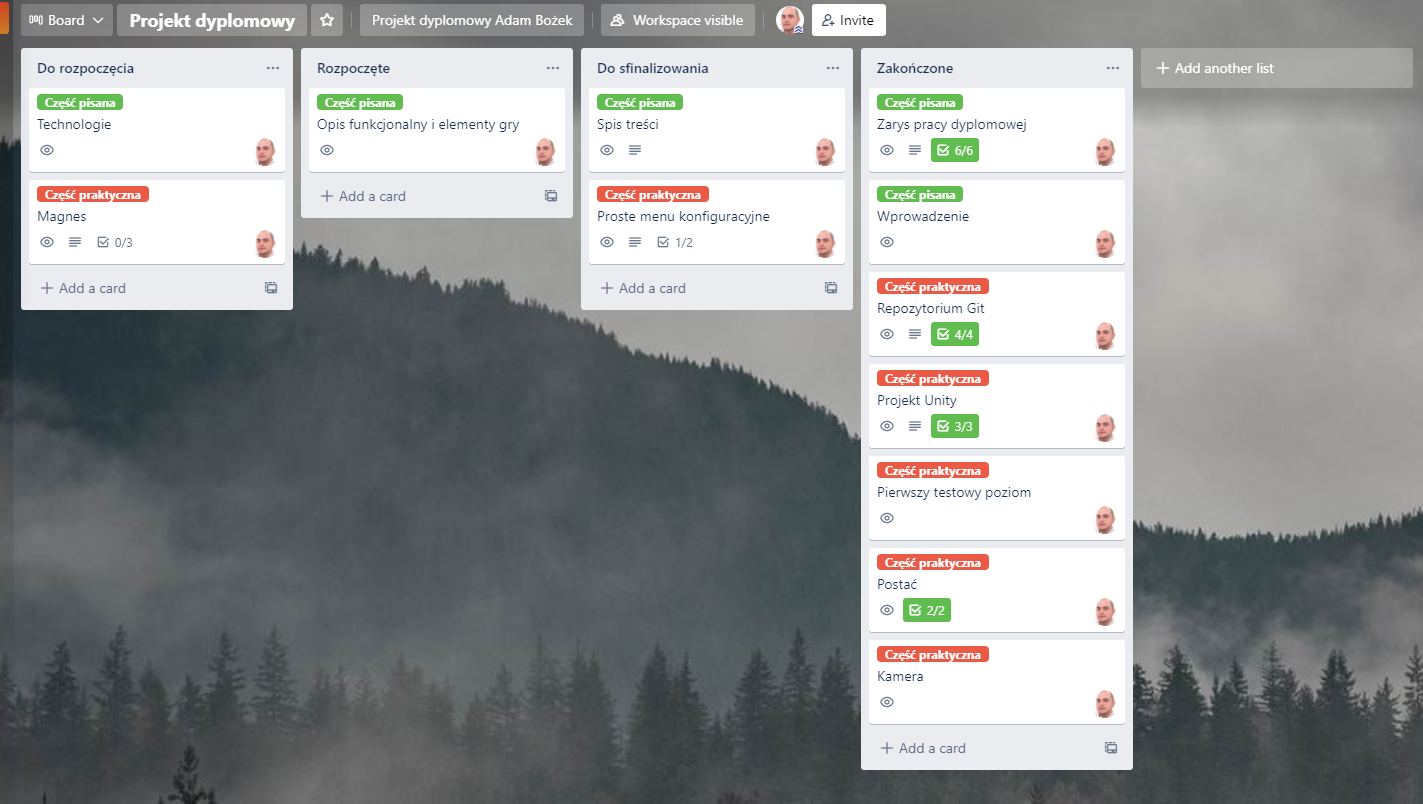 Board
Projekt dyplomowy
Projekt dyplomowy Adam Bożek
Workspace visible
Invite
Do rozpoczęcia
Część pisana
Technologie
Część praktyczna
Magnes
0/3
+ Add a card
Rozpoczęte
Część pisana
Opis funkcjonalny i elementy gry
+ Add a card
Do sfinalizowania
Część pisana
Spis treści
Część praktyczna
Proste menu konfiguracyjne
1/2
+ Add a card
Zakończone
Część pisana
Zarys pracy dyplomowej
6/6
Część pisana
Wprowadzenie
Część praktyczna
Repozytorium Git
4/4
Część praktyczna
Projekt Unity
3/3
Część praktyczna
Pierwszy testowy poziom
Część praktyczna
Postać
2/2
Część praktyczna
Kamera
+ Add a card
+ Add another list